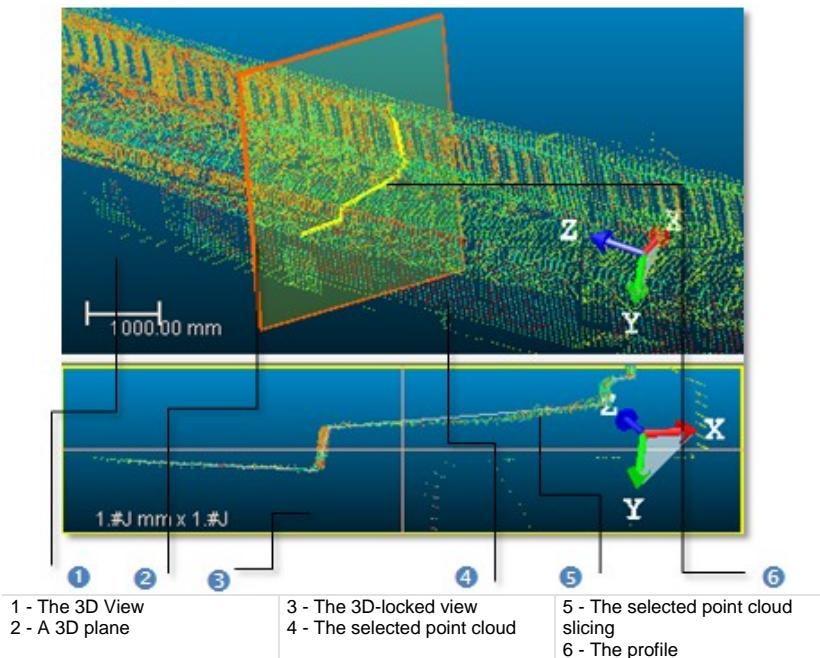 X
Z
Y
1000.00 mm
Z
X
Y
1.#J mm x 1.#J
1 2 3 4 5 6
1 - The 3D View
2 - A 3D plane
3 - The 3D-locked view
4 - The selected point cloud
5 - The selected point cloud
slicing
6 - The profile